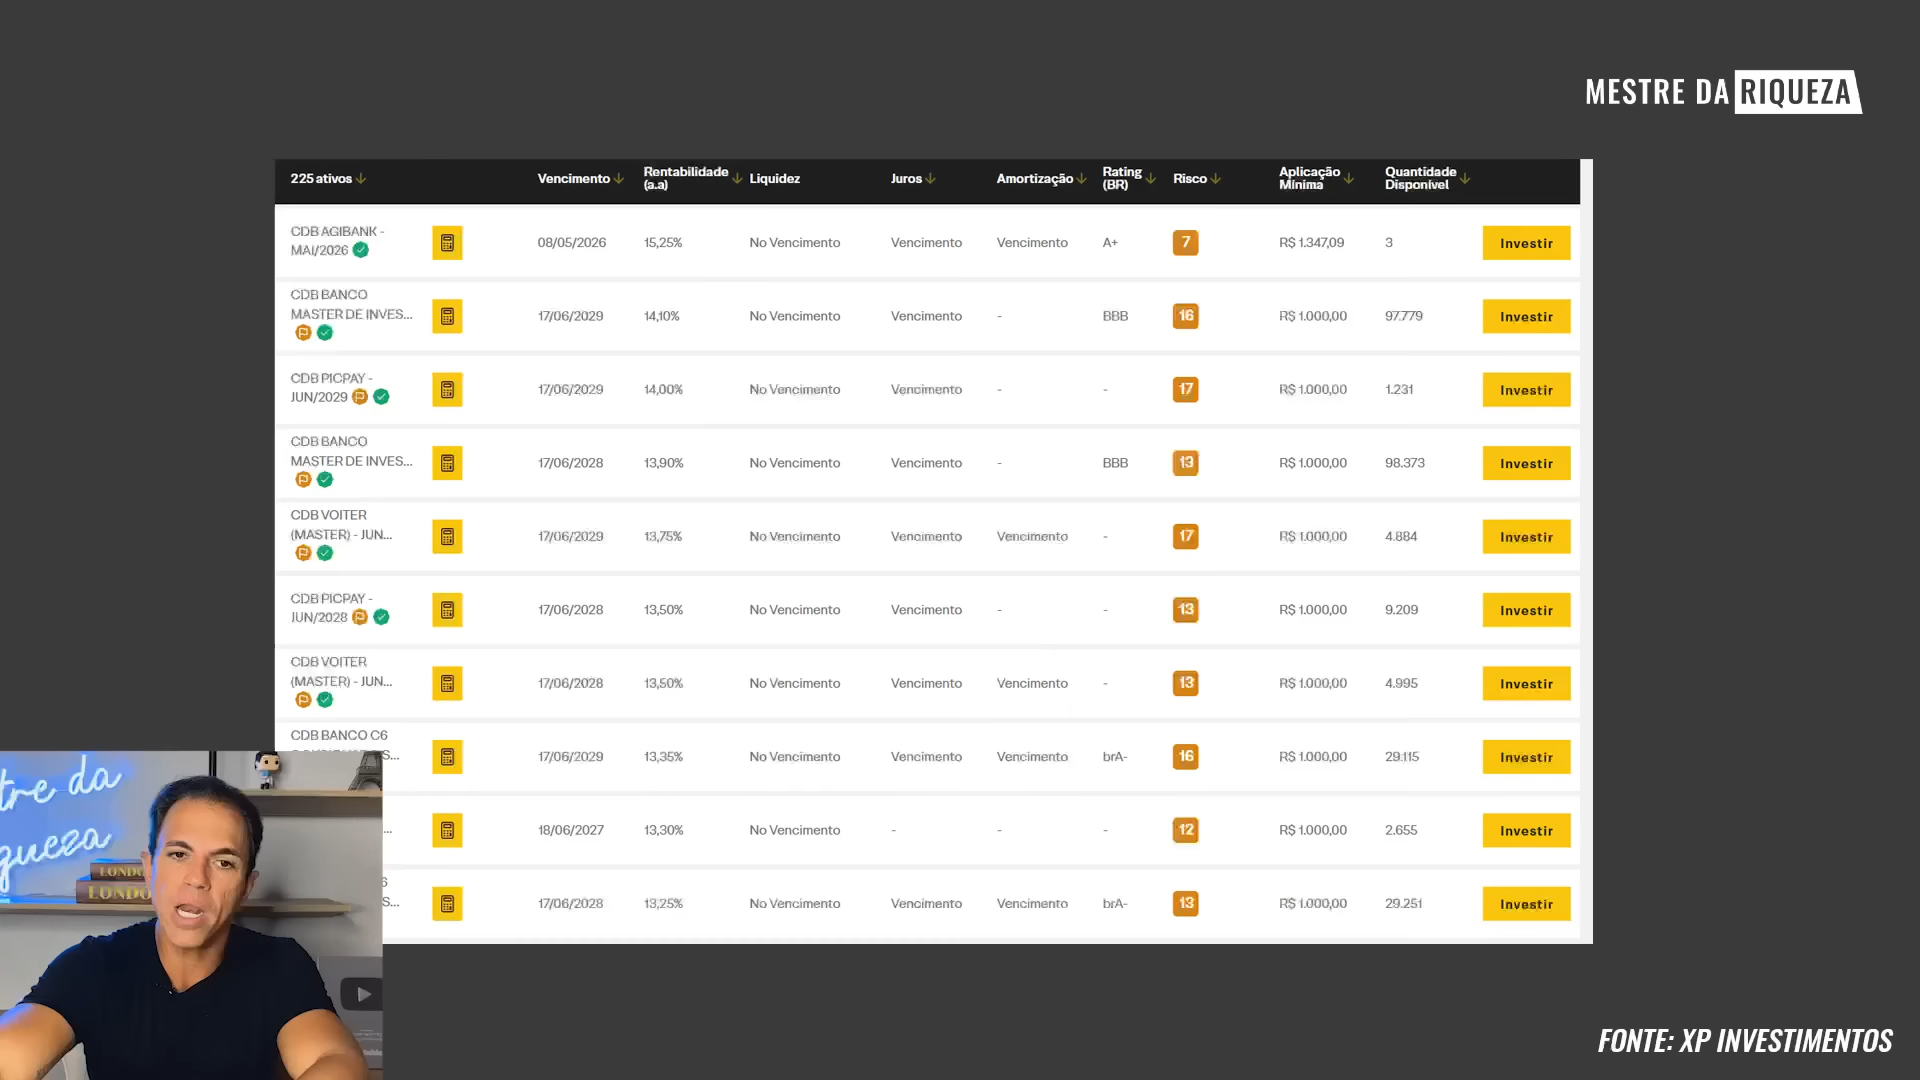 MESTRE DA RIQUEZA
225 ativos Vencimento Rentabilidade (a.a) Liquidez Juros Amortização Rating (BR) Risco Aplicação Mínima Quantidade Disponível
CDB AGIBANK -
MAI/2026 08/05/2026 15,25% No Vencimento Vencimento Vencimento A+ 7 R$ 1.347,09 3 Investir
CDB BANCO
MASTER DE INVES... 17/06/2029 14,10% No Vencimento Vencimento - BBB 16 R$ 1.000,00 97.779 Investir
CDB PICPAY -
JUN/2029 17/06/2029 14,00% No Vencimento Vencimento - - 17 R$ 1.000,00 1.231 Investir
CDB BANCO
MASTER DE INVES... 17/06/2028 13,90% No Vencimento Vencimento - BBB 13 R$ 1.000,00 98.373 Investir
CDB VOITER
(MASTER) - JUN... 17/06/2029 13,75% No Vencimento Vencimento Vencimento - 17 R$ 1.000,00 4.884 Investir
CDB PICPAY -
JUN/2028 17/06/2028 13,50% No Vencimento Vencimento - - 13 R$ 1.000,00 9.209 Investir
CDB VOITER
(MASTER) - JUN... 17/06/2028 13,50% No Vencimento Vencimento Vencimento - 13 R$ 1.000,00 4.995 Investir
CDB BANCO C6
S... 17/06/2029 13,35% No Vencimento Vencimento Vencimento brA- 16 R$ 1.000,00 29.115 Investir
... 18/06/2027 13,30% No Vencimento - - - 12 R$ 1.000,00 2.655 Investir
6
S... 17/06/2028 13,25% No Vencimento Vencimento Vencimento brA- 13 R$ 1.000,00 29.251 Investir
tre da
queza
LONDO
LONDO
FONTE: XP INVESTIMENTOS